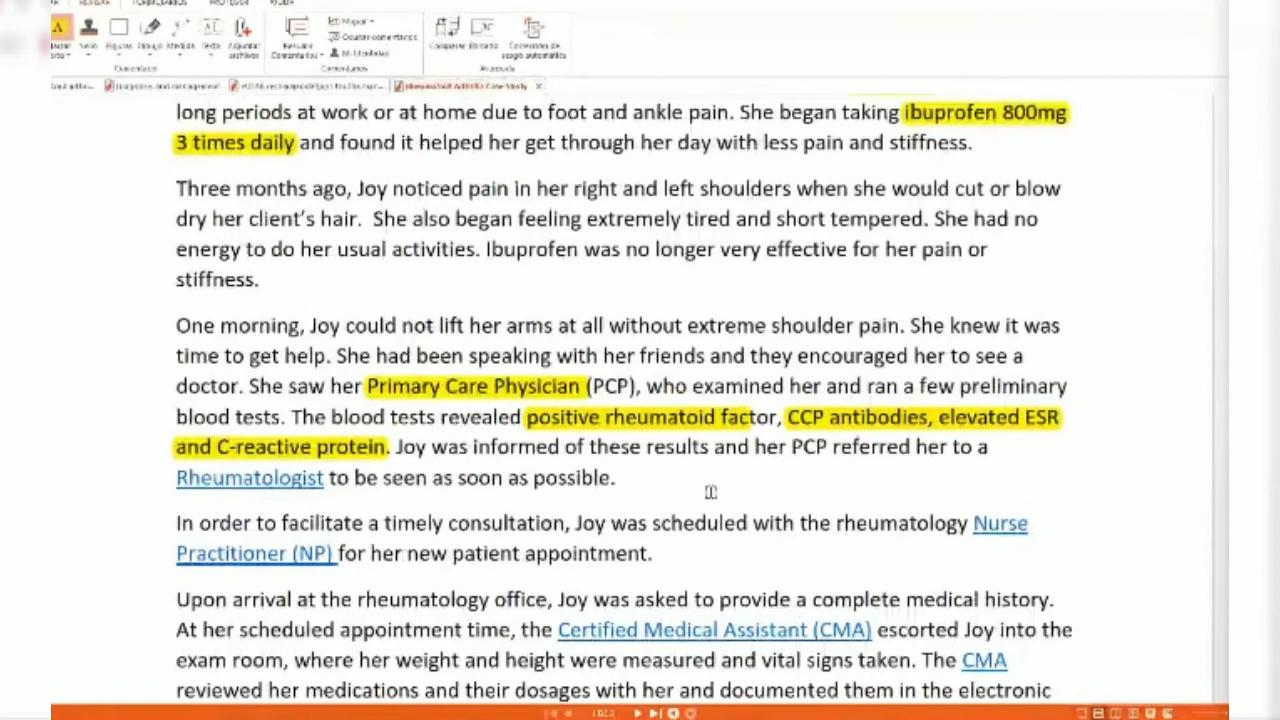 Comentarios
Comentarios
Rheumatoid Arthritis Case Study
long periods at work or at home due to foot and ankle pain. She began taking ibuprofen 800mg
3 times daily and found it helped her get through her day with less pain and stiffness.
Three months ago, Joy noticed pain in her right and left shoulders when she would cut or blow
dry her client's hair. She also began feeling extremely tired and short tempered. She had no
energy to do her usual activities. Ibuprofen was no longer very effective for her pain or
stiffness.
One morning, Joy could not lift her arms at all without extreme shoulder pain. She knew it was
time to get help. She had been speaking with her friends and they encouraged her to see a
doctor. She saw her Primary Care Physician (PCP), who examined her and ran a few preliminary
blood tests. The blood tests revealed positive rheumatoid factor, CCP antibodies, elevated ESR
and C-reactive protein. Joy was informed of these results and her PCP referred her to a
Rheumatologist to be seen as soon as possible.
In order to facilitate a timely consultation, Joy was scheduled with the rheumatology Nurse
Practitioner (NP) for her new patient appointment.
Upon arrival at the rheumatology office, Joy was asked to provide a complete medical history.
At her scheduled appointment time, the Certified Medical Assistant (CMA) escorted Joy into the
exam room, where her weight and height were measured and vital signs taken. The CMA
reviewed her medications and their dosages with her and documented them in the electronic